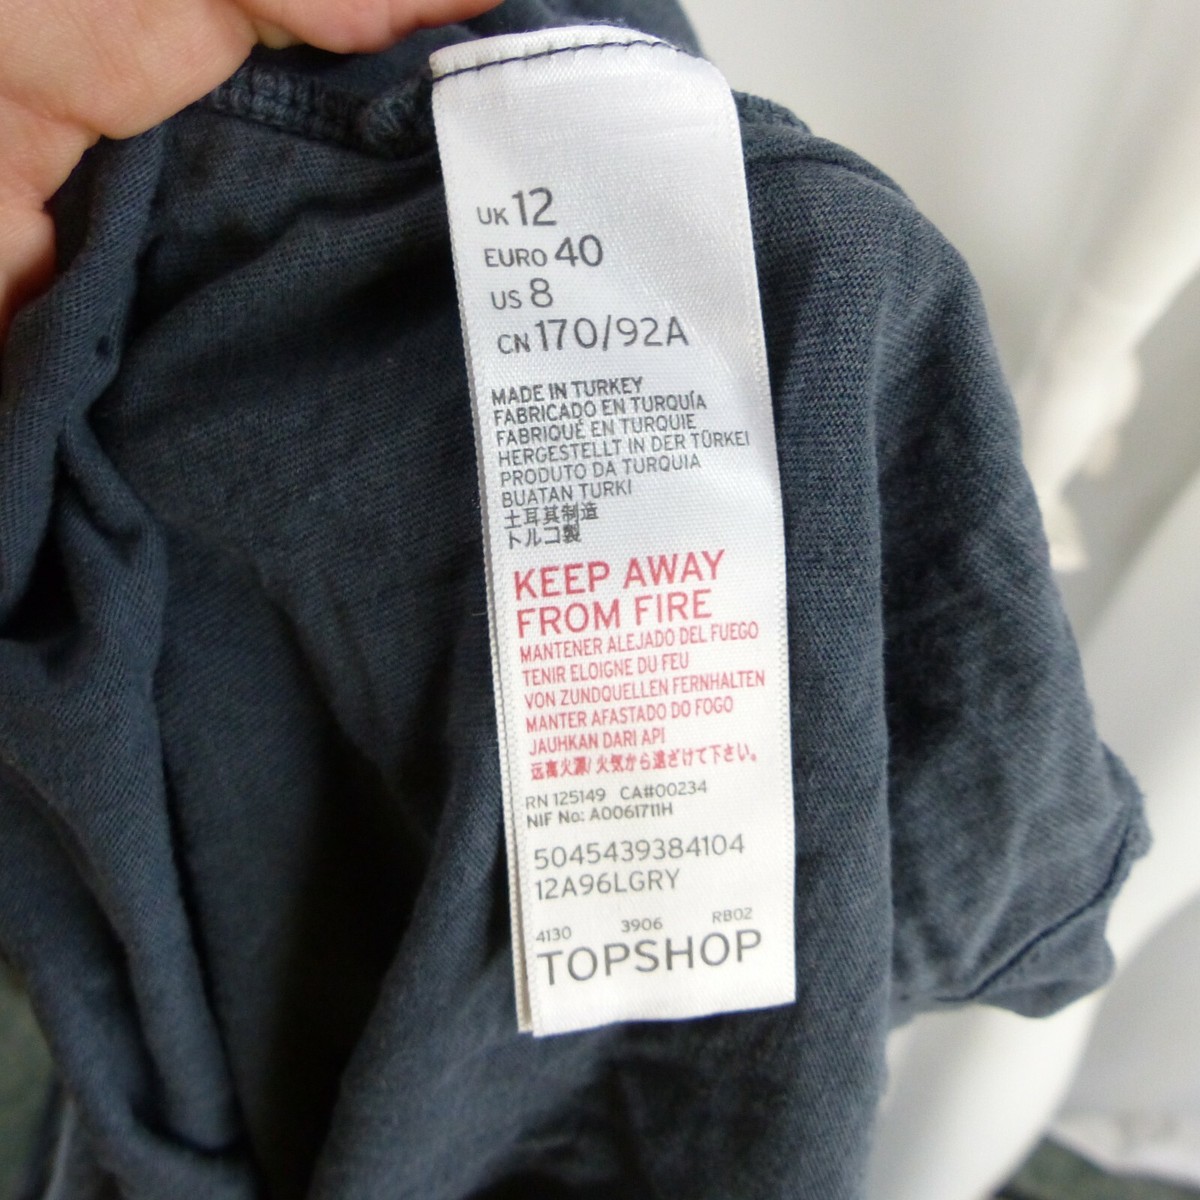 UK 12
EURO 40
US 8
CN 170/92A
MADE IN TURKEY
FABRICADO EN TURQUÍA
FABRIQUÉ EN TURQUIE
HERGESTELLT IN DER TÜRKEI
PRODUTO DA TURQUIA
BUATAN TURKI
土耳其制造
トルコ製
KEEP AWAY
FROM FIRE
MANTENER ALEJADO DEL FUEGO
TENIR ELOIGNE DU FEU
VON ZUNDQUELLEN FERNHALTEN
MANTER AFASTADO DO FOGO
JAUHKAN DARI API
远离火源/火気から遠ざけて下さい。
RN 125149 CA#00234
NIF No: A0061711H
5045439384104
12A96LGRY
4130 3906 RB02
TOPSHOP